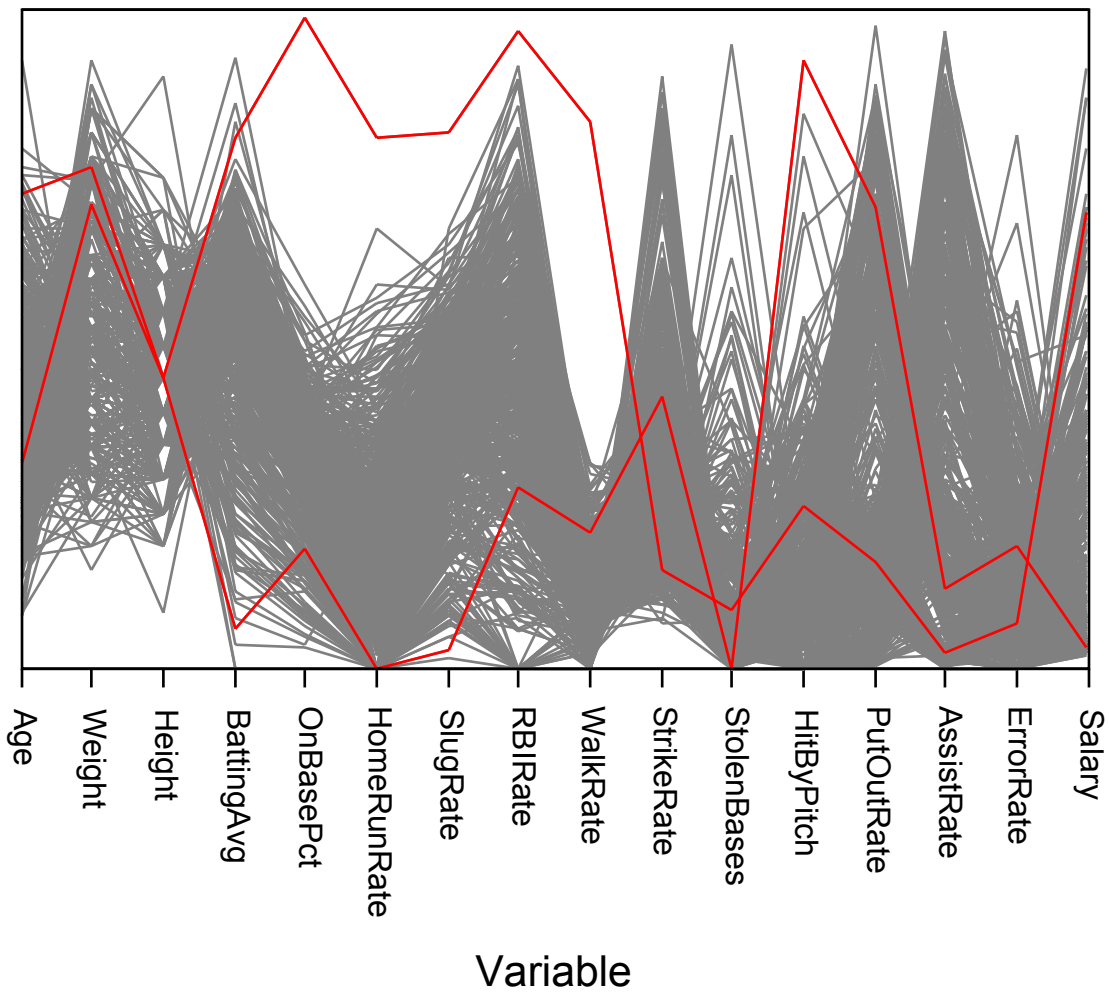 Age
Weight
Height
BattingAvg
OnBasePct
HomeRunRate
SlugRate
RBIRate
WalkRate
StrikeRate
StolenBases
HitByPitch
PutOutRate
AssistRate
ErrorRate
Salary
Variable